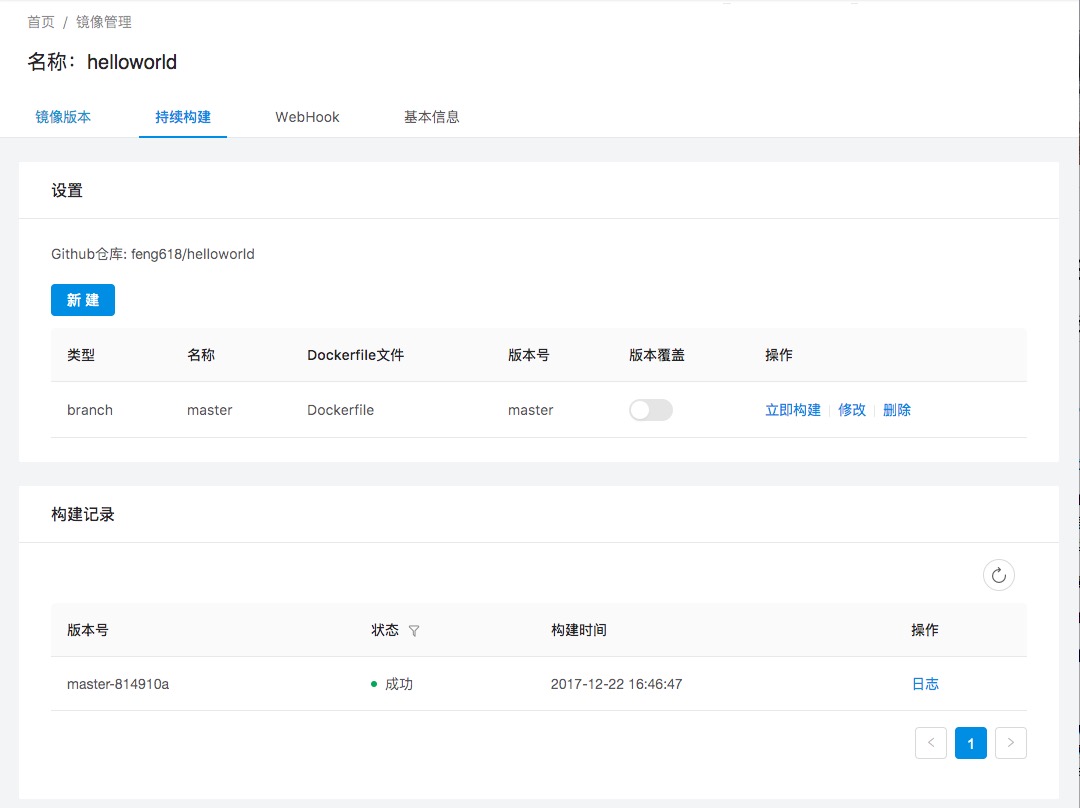 首页 / 镜像管理
名称：helloworld
镜像版本 持续构建 WebHook 基本信息
设置
Github仓库: feng618/helloworld
新 建
类型 名称 Dockerfile文件 版本号 版本覆盖 操作
branch master Dockerfile master 立即构建 修改 删除
构建记录
版本号 状态 构建时间 操作
master-814910a 成功 2017-12-22 16:46:47 日志
< 1 >